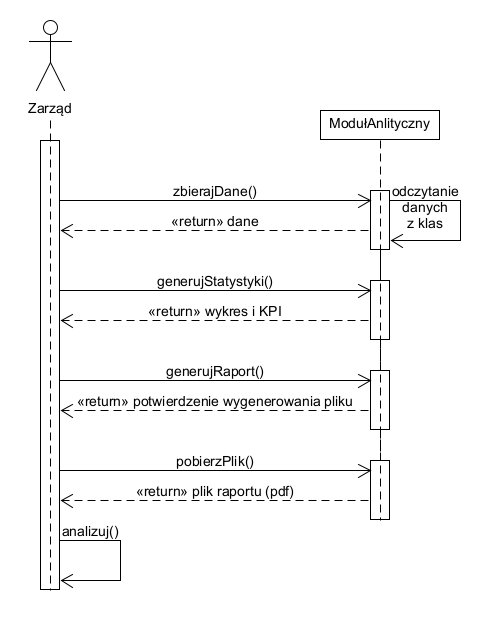 Zarząd
ModułAnlityczny
zbierajDane()
odczytanie
danych
z klas
«return» dane
generujStatystyki()
«return» wykres i KPI
generujRaport()
«return» potwierdzenie wygenerowania pliku
pobierzPlik()
«return» plik raportu (pdf)
analizuj()